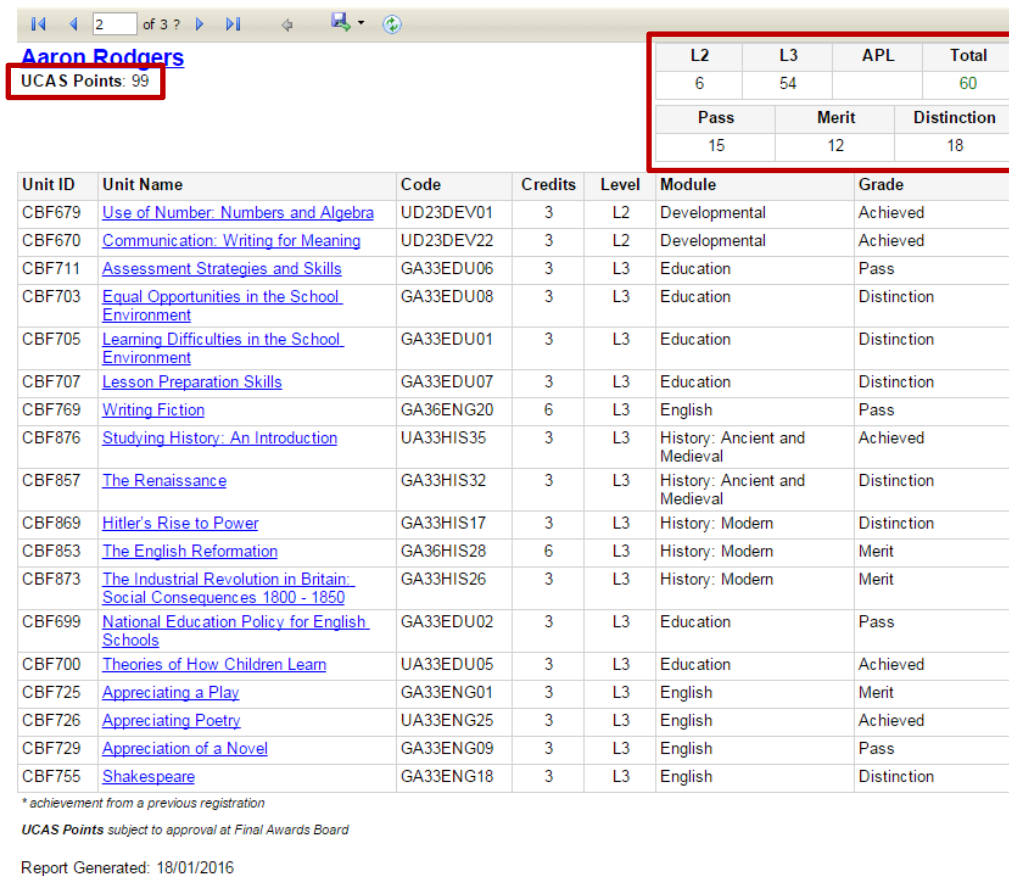 2 of 3 ?
Aaron Rodgers
UCAS Points: 99
L2 L3 APL Total
6 54 60
Pass Merit Distinction
15 12 18
Unit ID Unit Name Code Credits Level Module Grade
CBF679 Use of Number: Numbers and Algebra UD23DEV01 3 L2 Developmental Achieved
CBF670 Communication: Writing for Meaning UD23DEV22 3 L2 Developmental Achieved
CBF711 Assessment Strategies and Skills GA33EDU06 3 L3 Education Pass
CBF703 Equal Opportunities in the School GA33EDU08 3 L3 Education Distinction
Environment
CBF705 Learning Difficulties in the School GA33EDU01 3 L3 Education Distinction
Environment
CBF707 Lesson Preparation Skills GA33EDU07 3 L3 Education Distinction
CBF769 Writing Fiction GA36ENG20 6 L3 English Pass
CBF876 Studying History: An Introduction UA33HIS35 3 L3 History: Ancient and Achieved
Medieval
CBF857 The Renaissance GA33HIS32 3 L3 History: Ancient and Distinction
Medieval
CBF869 Hitler's Rise to Power GA33HIS17 3 L3 History: Modern Distinction
CBF853 The English Reformation GA36HIS28 6 L3 History: Modern Merit
CBF873 The Industrial Revolution in Britain: GA33HIS26 3 L3 History: Modern Merit
Social Consequences 1800 - 1850
CBF699 National Education Policy for English GA33EDU02 3 L3 Education Pass
Schools
CBF700 Theories of How Children Learn UA33EDU05 3 L3 Education Achieved
CBF725 Appreciating a Play GA33ENG01 3 L3 English Merit
CBF726 Appreciating Poetry UA33ENG25 3 L3 English Achieved
CBF729 Appreciation of a Novel GA33ENG09 3 L3 English Pass
CBF755 Shakespeare GA33ENG18 3 L3 English Distinction
* achievement from a previous registration
UCAS Points subject to approval at Final Awards Board
Report Generated: 18/01/2016